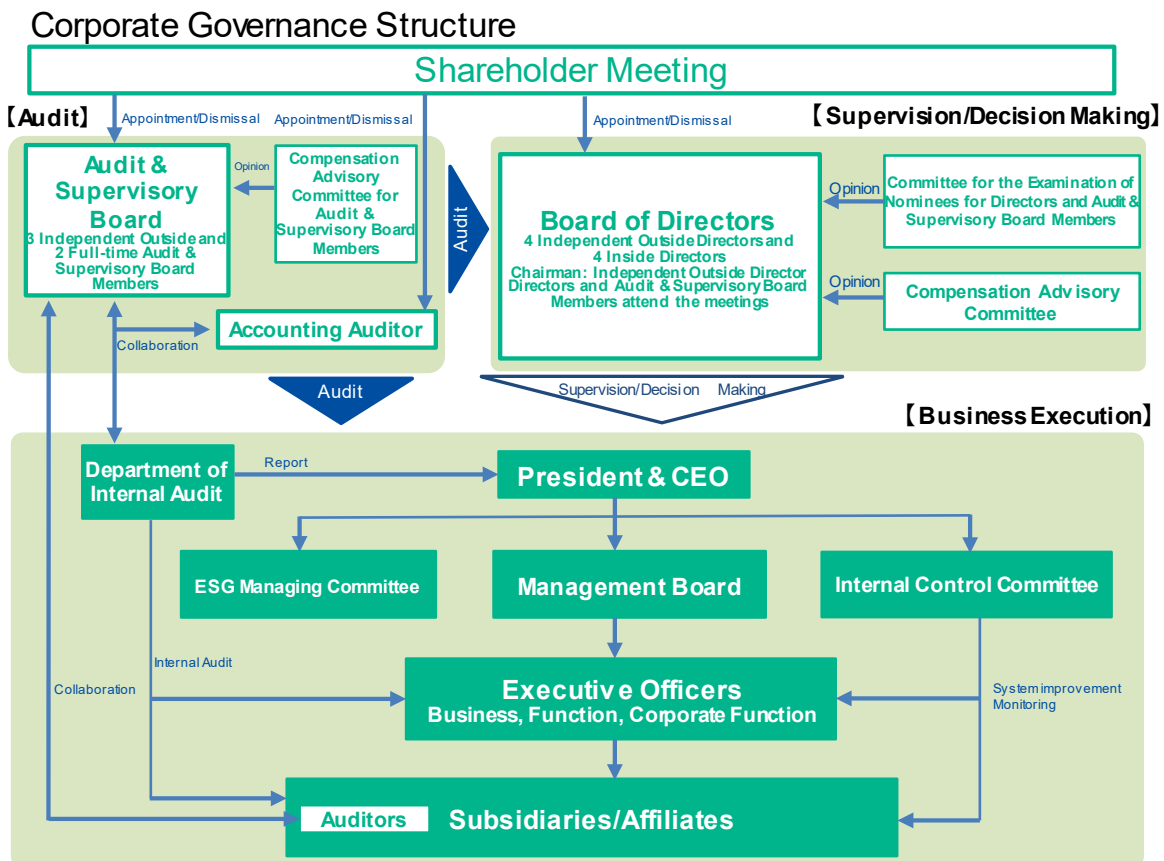 Corporate Governance Structure
Shareholder Meeting
【Audit】
Appointment/Dismissal
Appointment/Dismissal
Appointment/Dismissal
【Supervision/Decision Making】
Audit &
Supervisory
Board
3 Independent Outside and
2 Full-time Audit &
Supervisory Board
Members
Opinion
Compensation
Advisory
Committee for
Audit &
Supervisory Board
Members
Audit
Board of Directors
4 Independent Outside Directors and
4 Inside Directors
Chairman: Independent Outside Director
Directors and Audit & Supervisory Board
Members attend the meetings
Opinion
Committee for the Examination of
Nominees for Directors and Audit &
Supervisory Board Members
Opinion
Compensation Advisory
Committee
Accounting Auditor
Collaboration
Audit
Supervision/Decision Making
【Business Execution】
Department of
Internal Audit
Report
President & CEO
ESG Managing Committee
Management Board
Internal Control Committee
Internal Audit
Collaboration
Executive Officers
Business, Function, Corporate Function
System improvement
Monitoring
Auditors
Subsidiaries/Affiliates